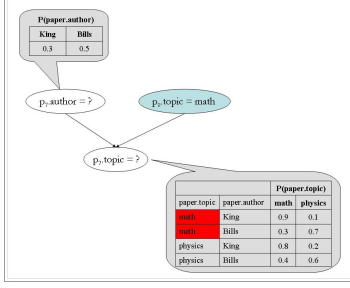 P(paper.author)
King Bills
0.3 0.5
p₇.author = ?
topic = math
p₇.topic = ?
P(paper.topic)
paper.topic paper.author math physics
math King 0.9 0.1
math Bills 0.3 0.7
physics King 0.8 0.2
physics Bills 0.4 0.6